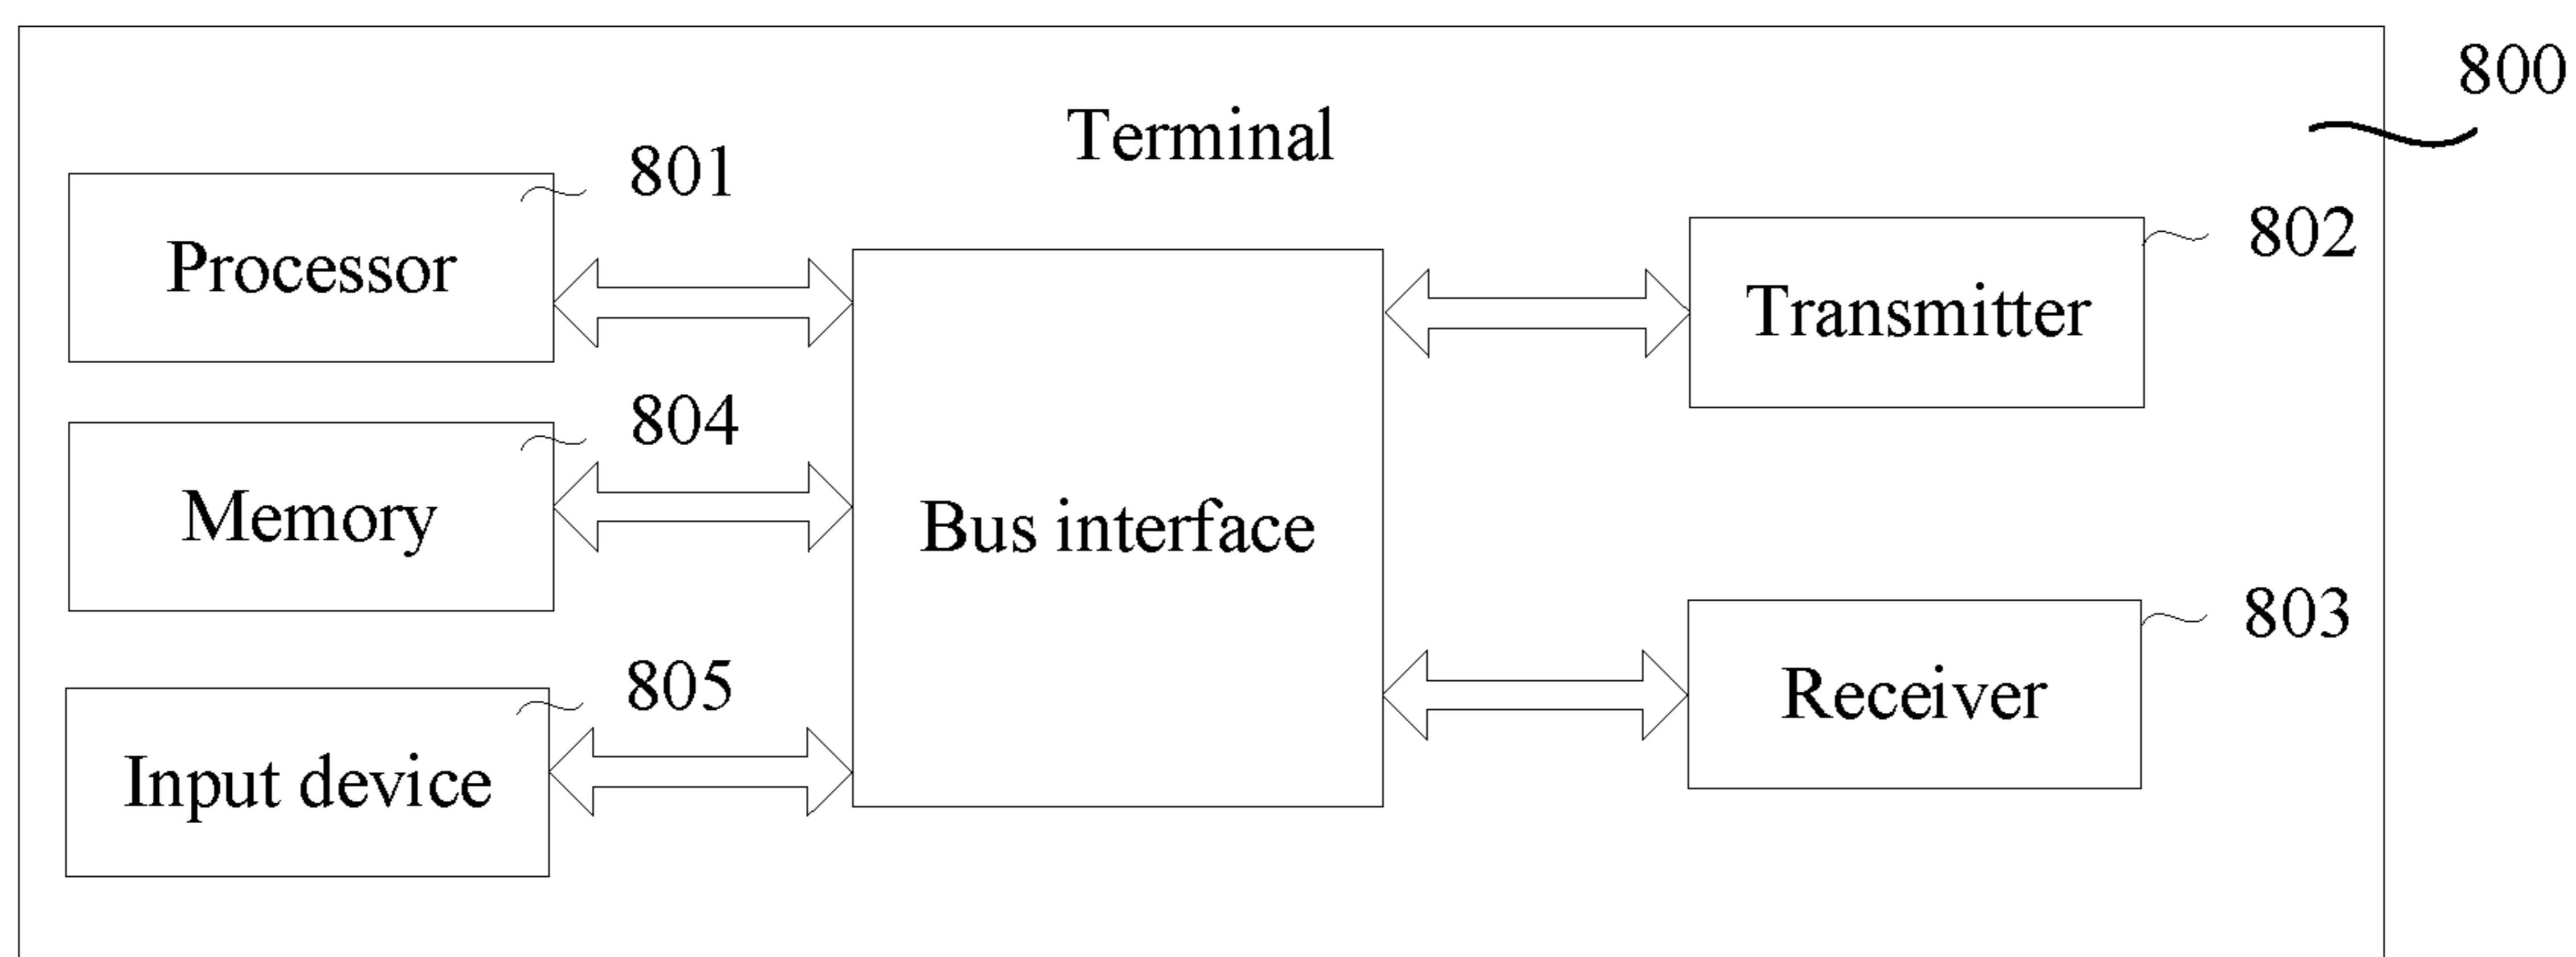 800
Terminal
801
Processor
802
Transmitter
804
Memory
Bus interface
803
Receiver
805
Input device